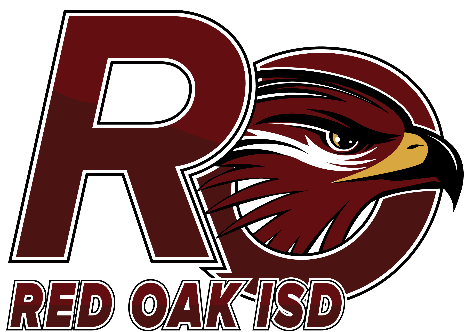 RO
RED OAK ISD